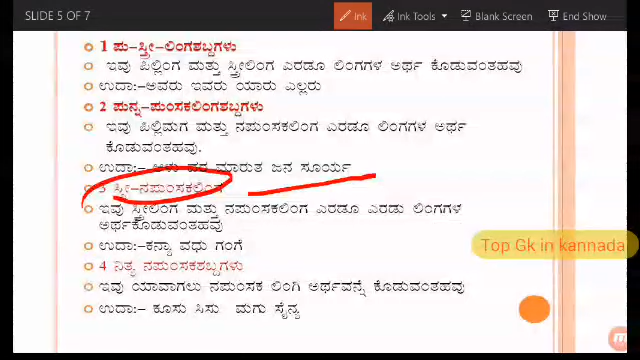 SLIDE 5 OF 7
Ink
Ink Tools
Blank Screen
End Show
1 ಪು-ಸ್ತ್ರೀ-ಲಿಂಗಶಬ್ದಗಳು
ಇವು ಪಿಲ್ಲಿಂಗ ಮತ್ತು ಸ್ತ್ರೀಲಿಂಗ ಎರಡೂ ಲಿಂಗಗಳ ಅರ್ಥ ಕೊಡುವಂತಹವು
ಉದಾ:-ಅವರು ಇವರು ಯಾರು ಎಲ್ಲರು
2 ಪುನ್ನ-ಪುಂಸಕಲಿಂಗಶಬ್ದಗಳು
ಇವು ಪಿಲ್ಲಿಮಗ ಮತ್ತು ನಪುಂಸಕಲಿಂಗ ಎರಡೂ ಲಿಂಗಗಳ ಅರ್ಥ
ಕೊಡುವಂತಹವು.
ಉದಾ:- ಆಳು ವರ ಮಾರುತ ಜನ ಸೂರ್ಯ
3 ಸ್ತ್ರೀ-ನಪುಂಸಕಲಿಂಗ
ಇವು ಸ್ತ್ರೀಲಿಂಗ ಮತ್ತು ನಪುಂಸಕಲಿಂಗ ಎರಡೂ ಎರಡು ಲಿಂಗಗಳ
ಅರ್ಥಕೊಡುವಂತಹವು
ಉದಾ:-ಕನ್ಯಾ ವಧು ಗಂಗೆ
Top Gk in kannada
4 ನಿತ್ಯ ನಪುಂಸಕಶಬ್ದಗಳು
ಇವು ಯಾವಾಗಲು ನಪುಂಸಕ ಲಿಂಗಿ ಅರ್ಥವನ್ನೆ ಕೊಡುವಂತಹವು
ಉದಾ:- ಕೂಸು ಸಿಸು ಮಗು ಸೈನ್ಯ